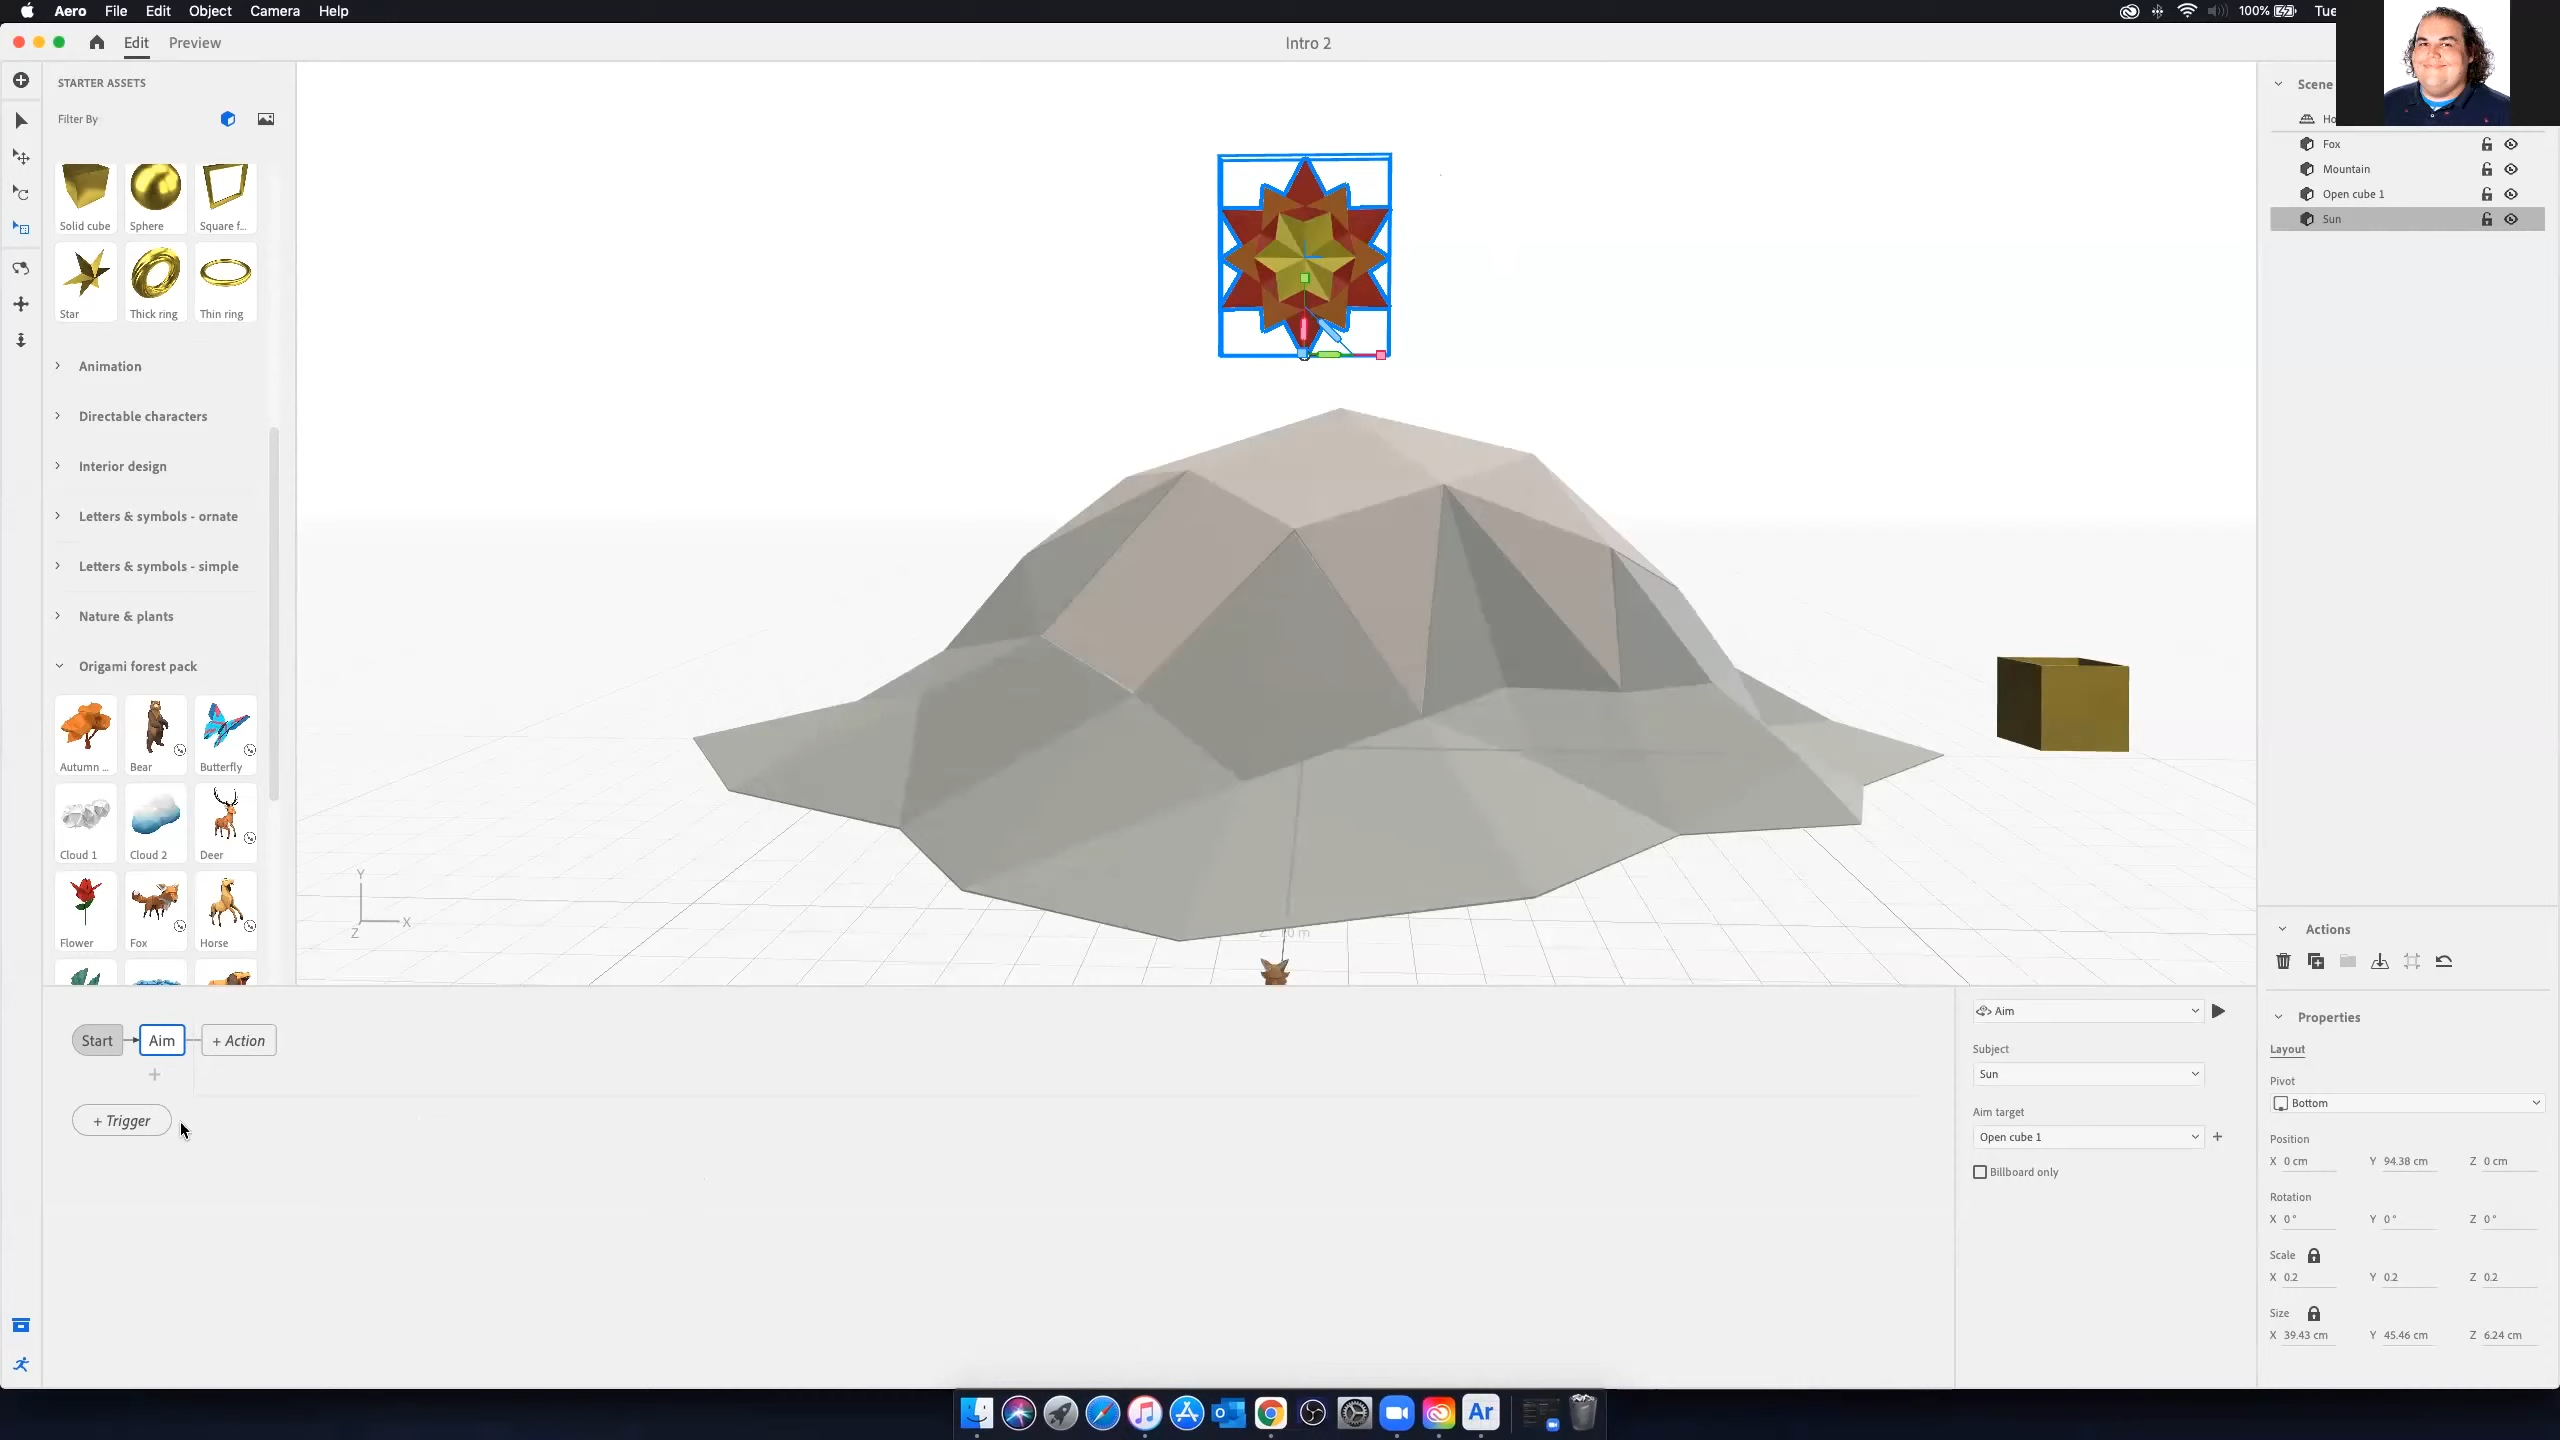 Aero File Edit Object Camera Help
100% Tue
Edit Preview
Intro 2
STARTER ASSETS
Filter By
Solid cube Sphere Square f...
Star Thick ring Thin ring
Animation
Directable characters
Interior design
Letters & symbols - ornate
Letters & symbols - simple
Nature & plants
Origami forest pack
Autumn ... Bear Butterfly
Cloud 1 Cloud 2 Deer
Flower Fox Horse
Y
X
Z
Scene
Ho
Fox
Mountain
Open cube 1
Sun
Start Aim + Action
+
+ Trigger
Aim
Subject
Sun
Aim target
Open cube 1 +
Billboard only
Actions
Properties
Layout
Pivot
Bottom
Position
X 0 cm Y 94.38 cm Z 0 cm
Rotation
X 0° Y 0° Z 0°
Scale
X 0.2 Y 0.2 Z 0.2
Size
X 39.43 cm Y 45.46 cm Z 6.24 cm
Ar